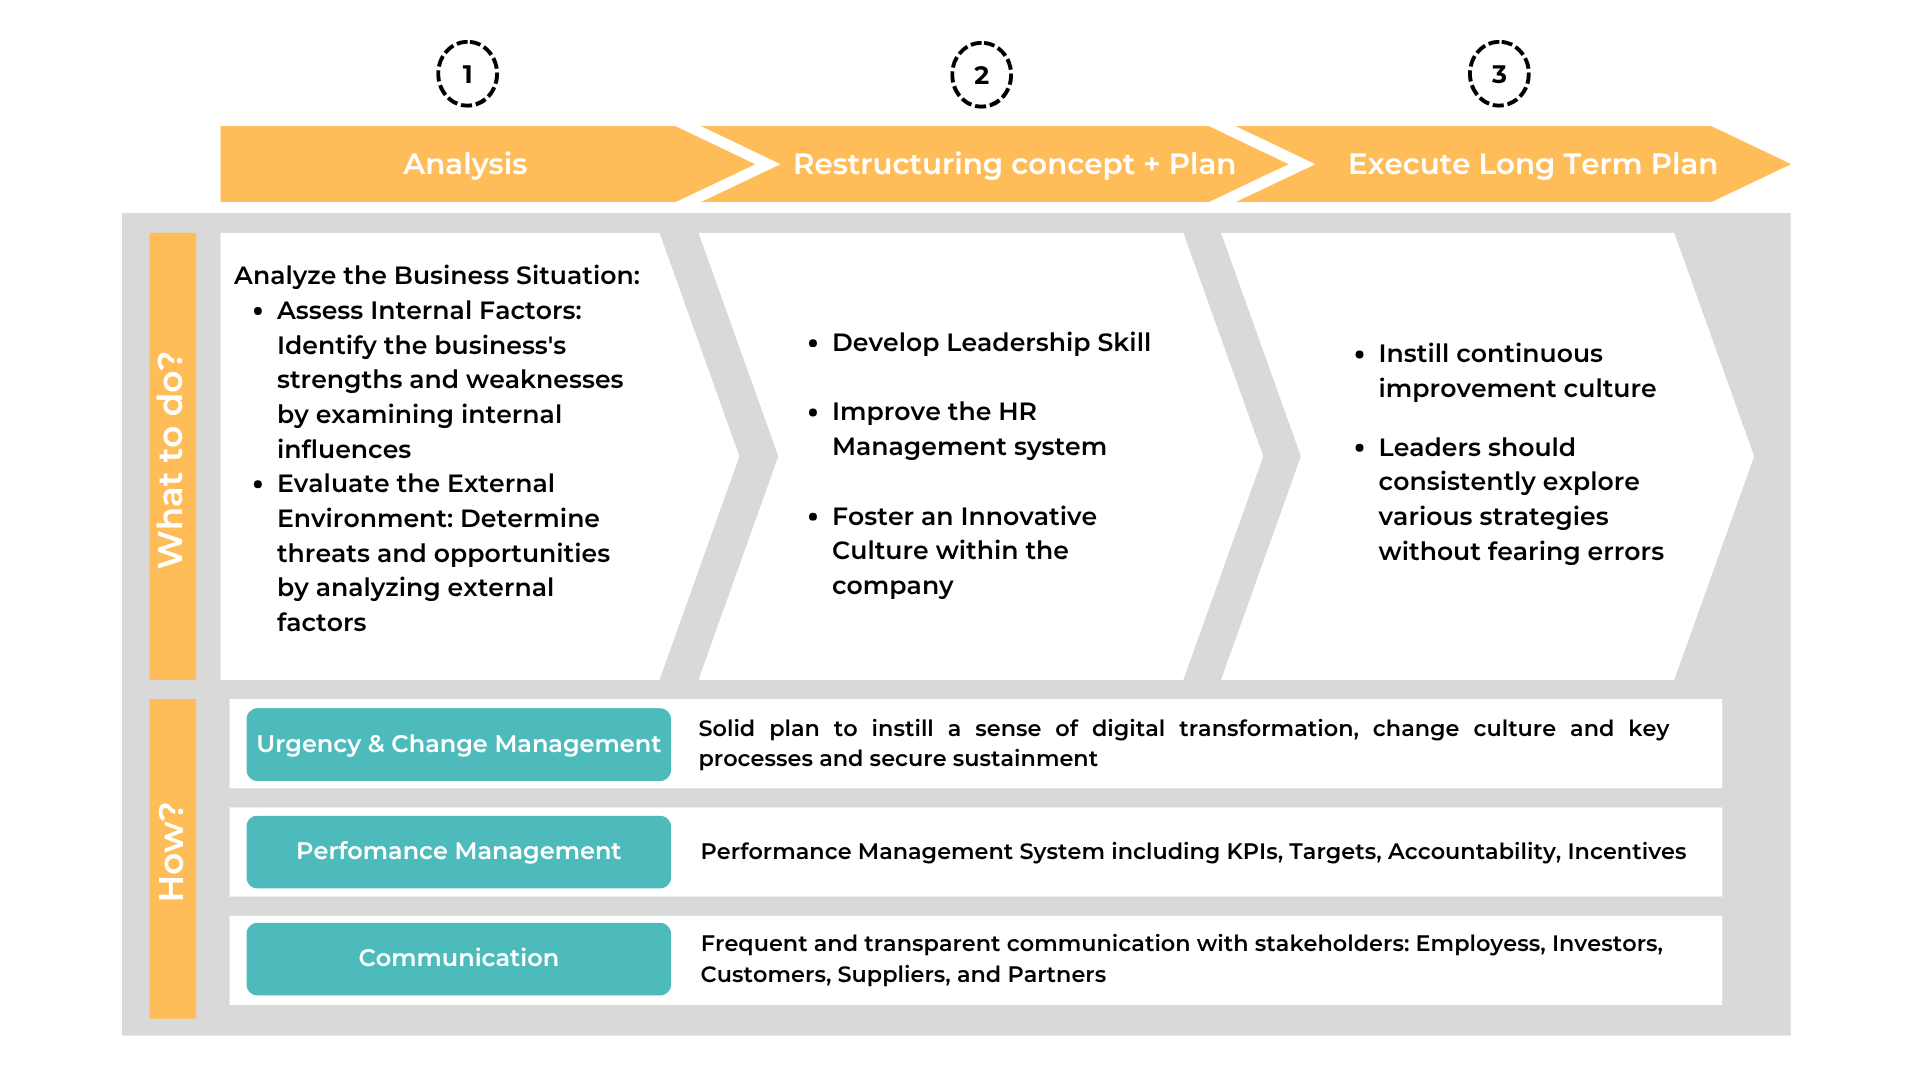 1
2
3
Analysis
Restructuring concept + Plan
Execute Long Term Plan
What to do?
Analyze the Business Situation:
• Assess Internal Factors:
Identify the business's
strengths and weaknesses
by examining internal
influences
• Evaluate the External
Environment: Determine
threats and opportunities
by analyzing external
factors
• Develop Leadership Skill
• Improve the HR
Management system
• Foster an Innovative
Culture within the
company
• Instill continuous
improvement culture
• Leaders should
consistently explore
various strategies
without fearing errors
How?
Urgency & Change Management
Solid plan to instill a sense of digital transformation, change culture and key
processes and secure sustainment
Perfomance Management
Performance Management System including KPIs, Targets, Accountability, Incentives
Communication
Frequent and transparent communication with stakeholders: Employess, Investors,
Customers, Suppliers, and Partners